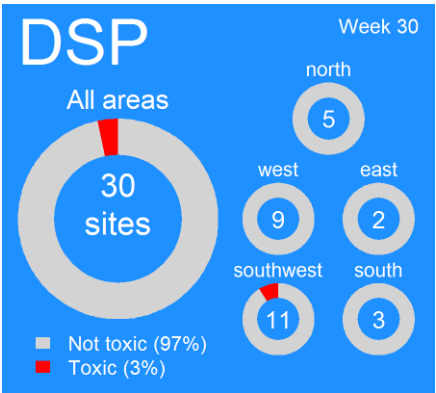 DSP
Week 30
All areas
30
sites
north
5
west
9
east
2
southwest
11
south
3
Not toxic (97%)
Toxic (3%)